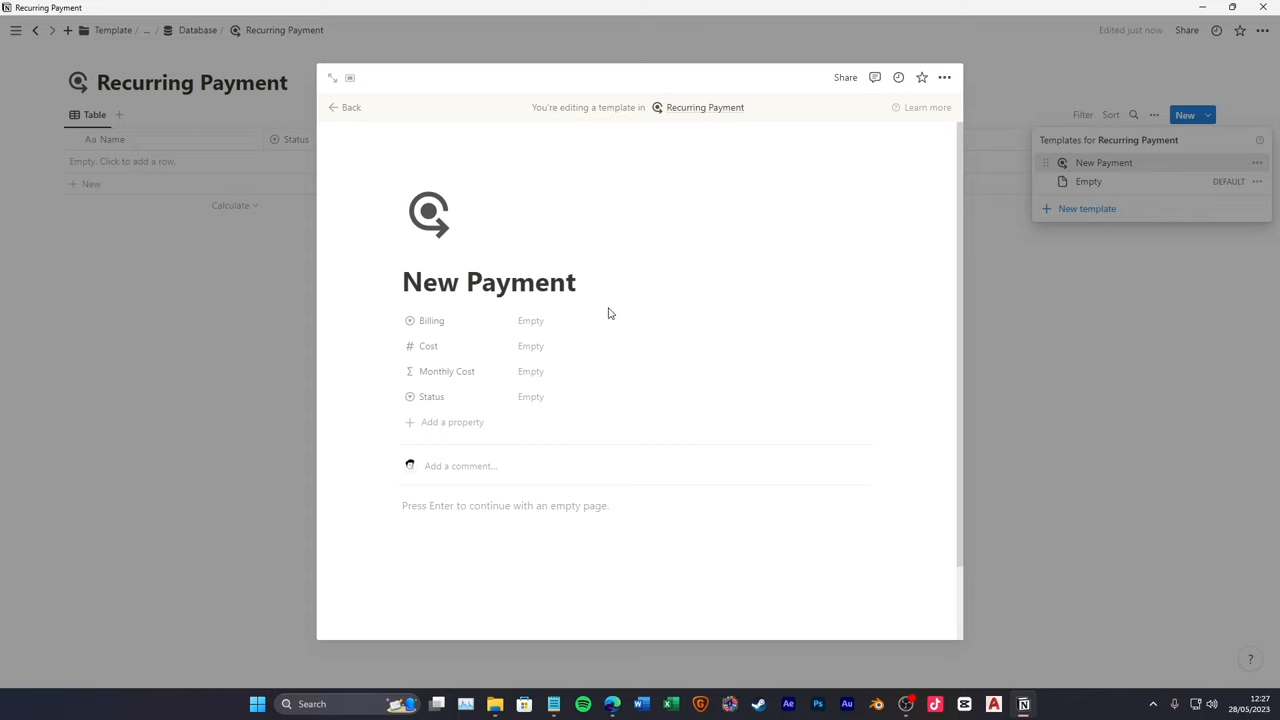 Recurring Payment
Template / ... / Database / Recurring Payment
Edited just now Share
Recurring Payment
Table
Aa Name Status
Empty. Click to add a row.
New
Calculate
Share
Back You're editing a template in Recurring Payment Learn more
New Payment
Billing Empty
# Cost Empty
Σ Monthly Cost Empty
Status Empty
Add a property
Add a comment...
Press Enter to continue with an empty page.
Filter Sort New
Templates for Recurring Payment
New Payment
Empty DEFAULT
New template
?
Search
W X G Ae Ps Au A N
12:27
28/05/2023